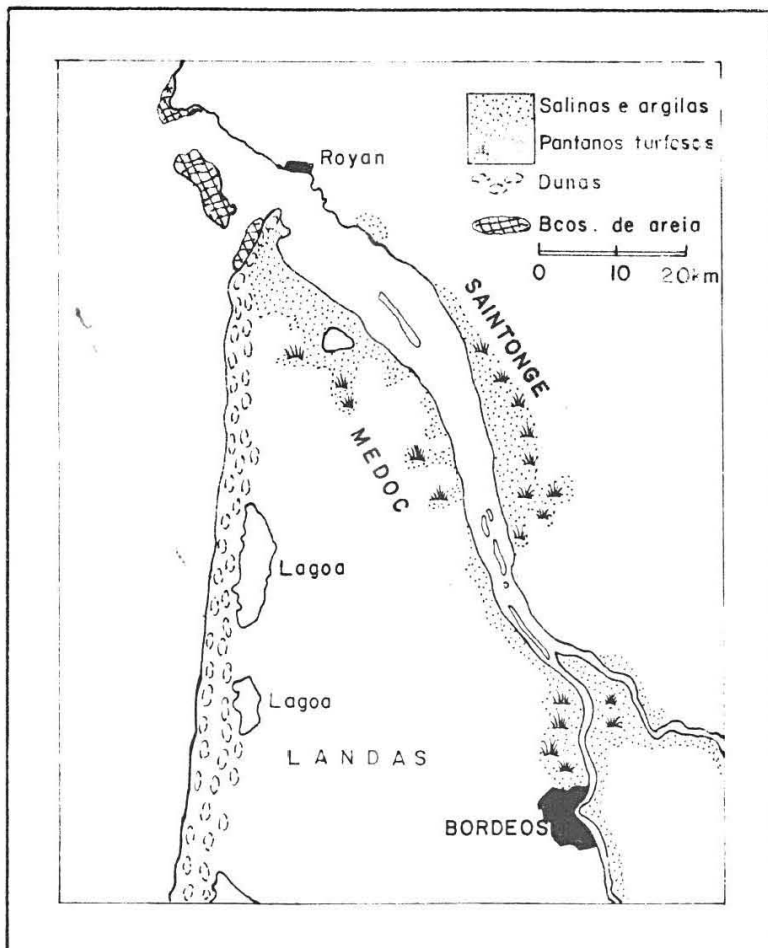 Salinas e argilas
Pantanos turfosos
Dunas
Bcos. de areia
0 10 20km
Royan
SAINTONGE
MEDOC
Lagoa
Lagoa
LANDAS
BORDEOS